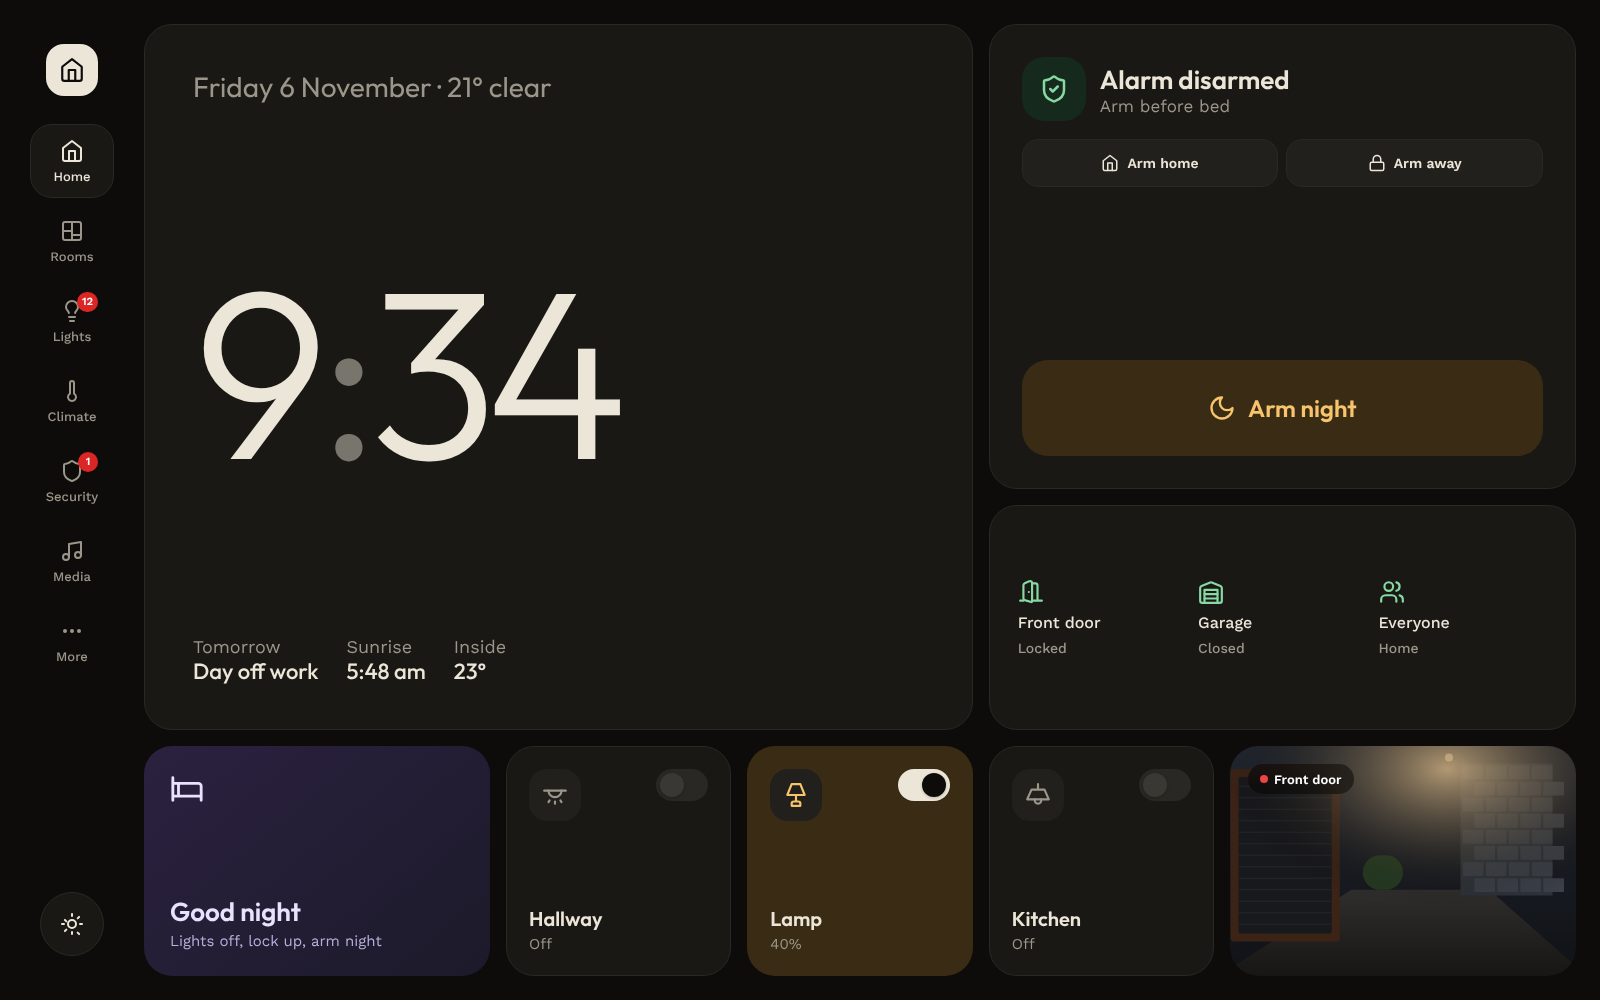 Home
Rooms
12
Lights
Climate
1
Security
Media
More
Friday 6 November · 21° clear
9:34
Tomorrow
Day off work
Sunrise
5:48 am
Inside
23°
Alarm disarmed
Arm before bed
Arm home
Arm away
Arm night
Front door
Locked
Garage
Closed
Everyone
Home
Good night
Lights off, lock up, arm night
Hallway
Off
Lamp
40%
Kitchen
Off
Front door